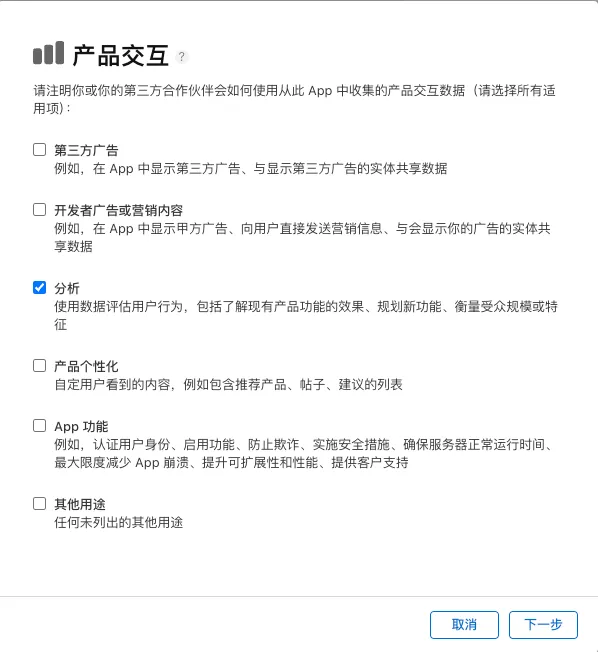 产品交互 ?
请注明你或你的第三方合作伙伴会如何使用从此 App 中收集的产品交互数据（请选择所有适
用项）：
第三方广告
例如，在 App 中显示第三方广告、与显示第三方广告的实体共享数据
开发者广告或营销内容
例如，在 App 中显示甲方广告、向用户直接发送营销信息、与会显示你的广告的实体共
享数据
分析
使用数据评估用户行为，包括了解现有产品功能的效果、规划新功能、衡量受众规模或特
征
产品个性化
自定用户看到的内容，例如包含推荐产品、帖子、建议的列表
App 功能
例如，认证用户身份、启用功能、防止欺诈、实施安全措施、确保服务器正常运行时间、
最大限度减少 App 崩溃、提升可扩展性和性能、提供客户支持
其他用途
任何未列出的其他用途
取消
下一步